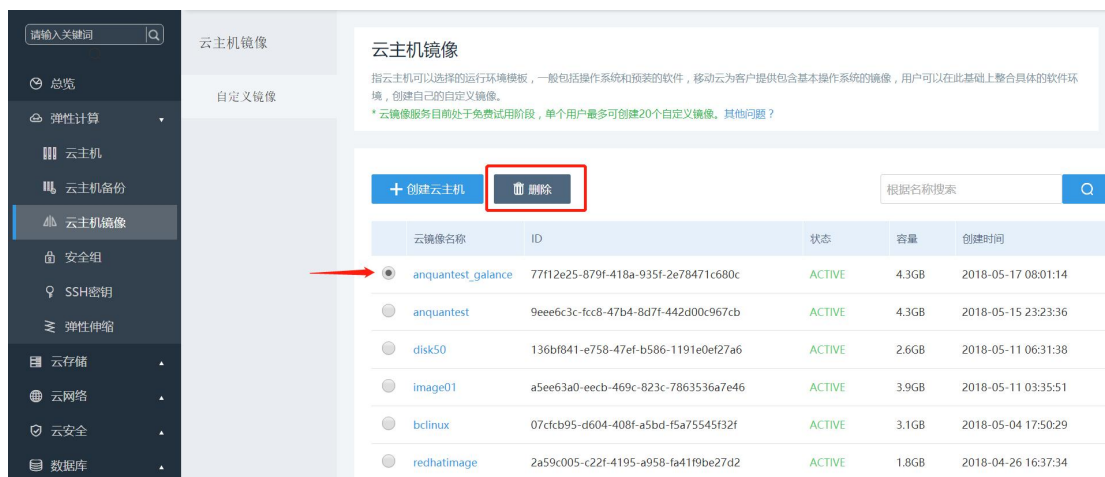 请输入关键词
总览
弹性计算
云主机
云主机备份
云主机镜像
安全组
SSH密钥
弹性伸缩
云存储
云网络
云安全
数据库
云主机镜像
自定义镜像
云主机镜像
指云主机可以选择的运行环境模板，一般包括操作系统和预装的软件，移动云为客户提供包含基本操作系统的镜像，用户可以在此基础上整合具体的软件环
境，创建自己的自定义镜像。
* 云镜像服务目前处于免费试用阶段，单个用户最多可创建20个自定义镜像。其他问题？
创建云主机 删除 根据名称搜索
云镜像名称 ID 状态 容量 创建时间
anquantest_galance 77f12e25-879f-418a-935f-2e78471c680c ACTIVE 4.3GB 2018-05-17 08:01:14
anquantest 9eee6c3c-fcc8-47b4-8d7f-442d00c967cb ACTIVE 4.3GB 2018-05-15 23:23:36
disk50 136bf841-e758-47ef-b586-1191e0ef27a6 ACTIVE 2.6GB 2018-05-11 06:31:38
image01 a5ee63a0-eecb-469c-823c-7863536a7e46 ACTIVE 3.9GB 2018-05-11 03:35:51
bclinux 07cfcb95-d604-408f-a5bd-f5a75545f32f ACTIVE 3.1GB 2018-05-04 17:50:29
redhatimage 2a59c005-c22f-4195-a958-fa41f9be27d2 ACTIVE 1.8GB 2018-04-26 16:37:34